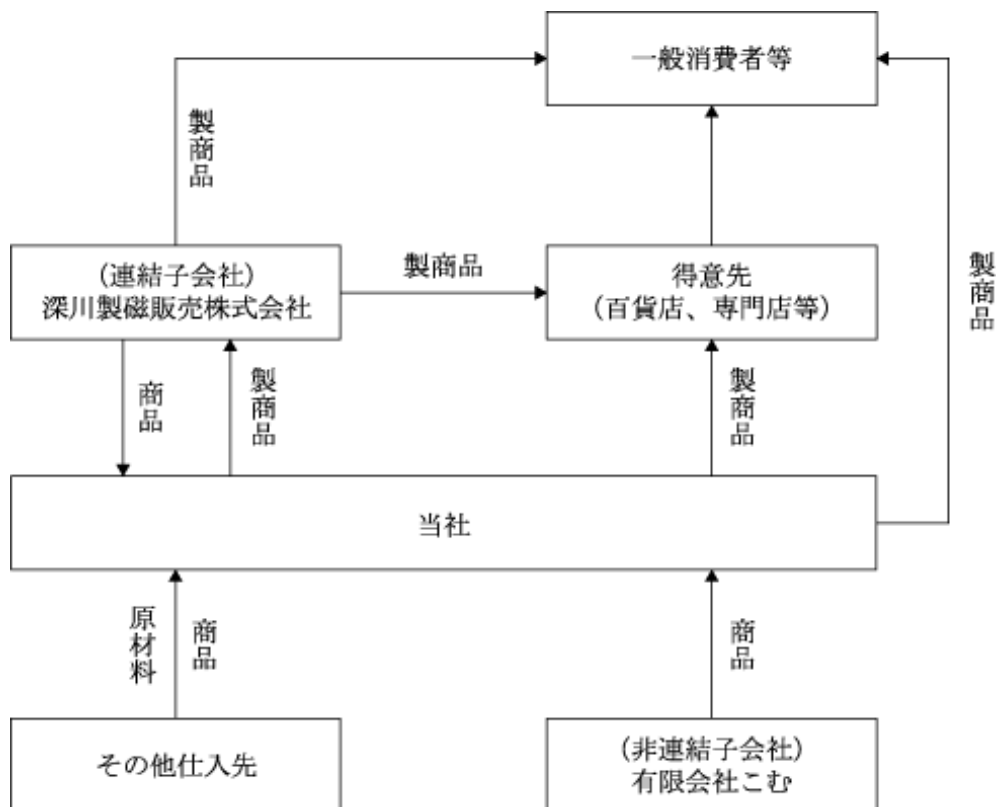 一般消費者等
製商品
(連結子会社)
深川製磁販売株式会社
製商品
得意先
(百貨店、専門店等)
製商品
商品
製商品
製商品
当社
原材料
商品
商品
その他仕入先
(非連結子会社)
有限会社こむ